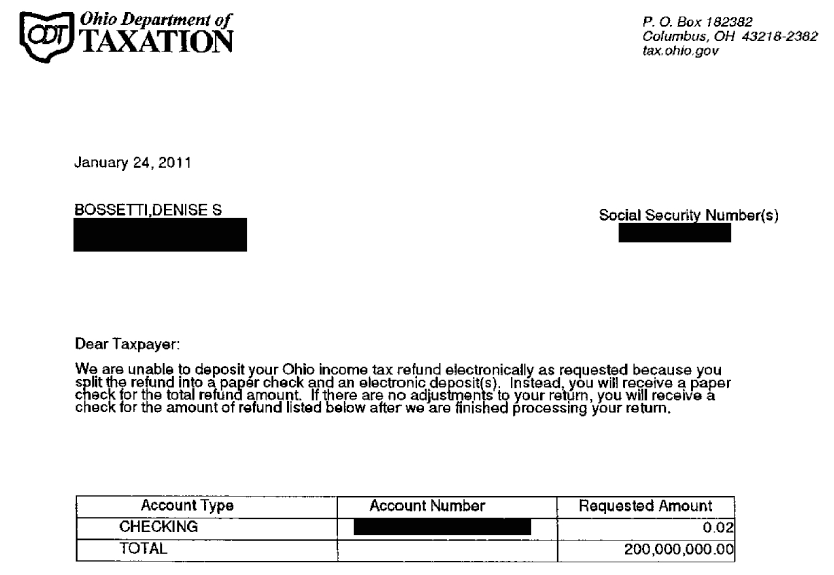 ODT Ohio Department of
TAXATION
P. O. Box 182382
Columbus, OH 43218-2382
tax.ohio.gov
January 24, 2011
BOSSETTI,DENISE S
Social Security Number(s)
Dear Taxpayer:
We are unable to deposit your Ohio income tax refund electronically as requested because you
split the refund into a paper check and an electronic deposit(s). Instead, you will receive a paper
check for the total refund amount. If there are no adjustments to your return, you will receive a
check for the amount of refund listed below after we are finished processing your return.
Account Type Account Number Requested Amount
CHECKING 0.02
TOTAL 200,000,000.00